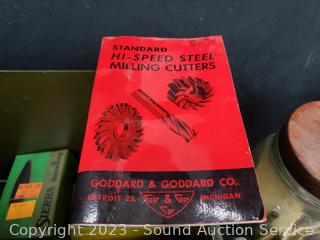 STANDARD
HI-SPEED STEEL
MILLING CUTTERS
GODDARD & GODDARD CO.
DETROIT 23, MICHIGAN
G & G
SIERRA
Copyright 2023 - Sound Auction Service